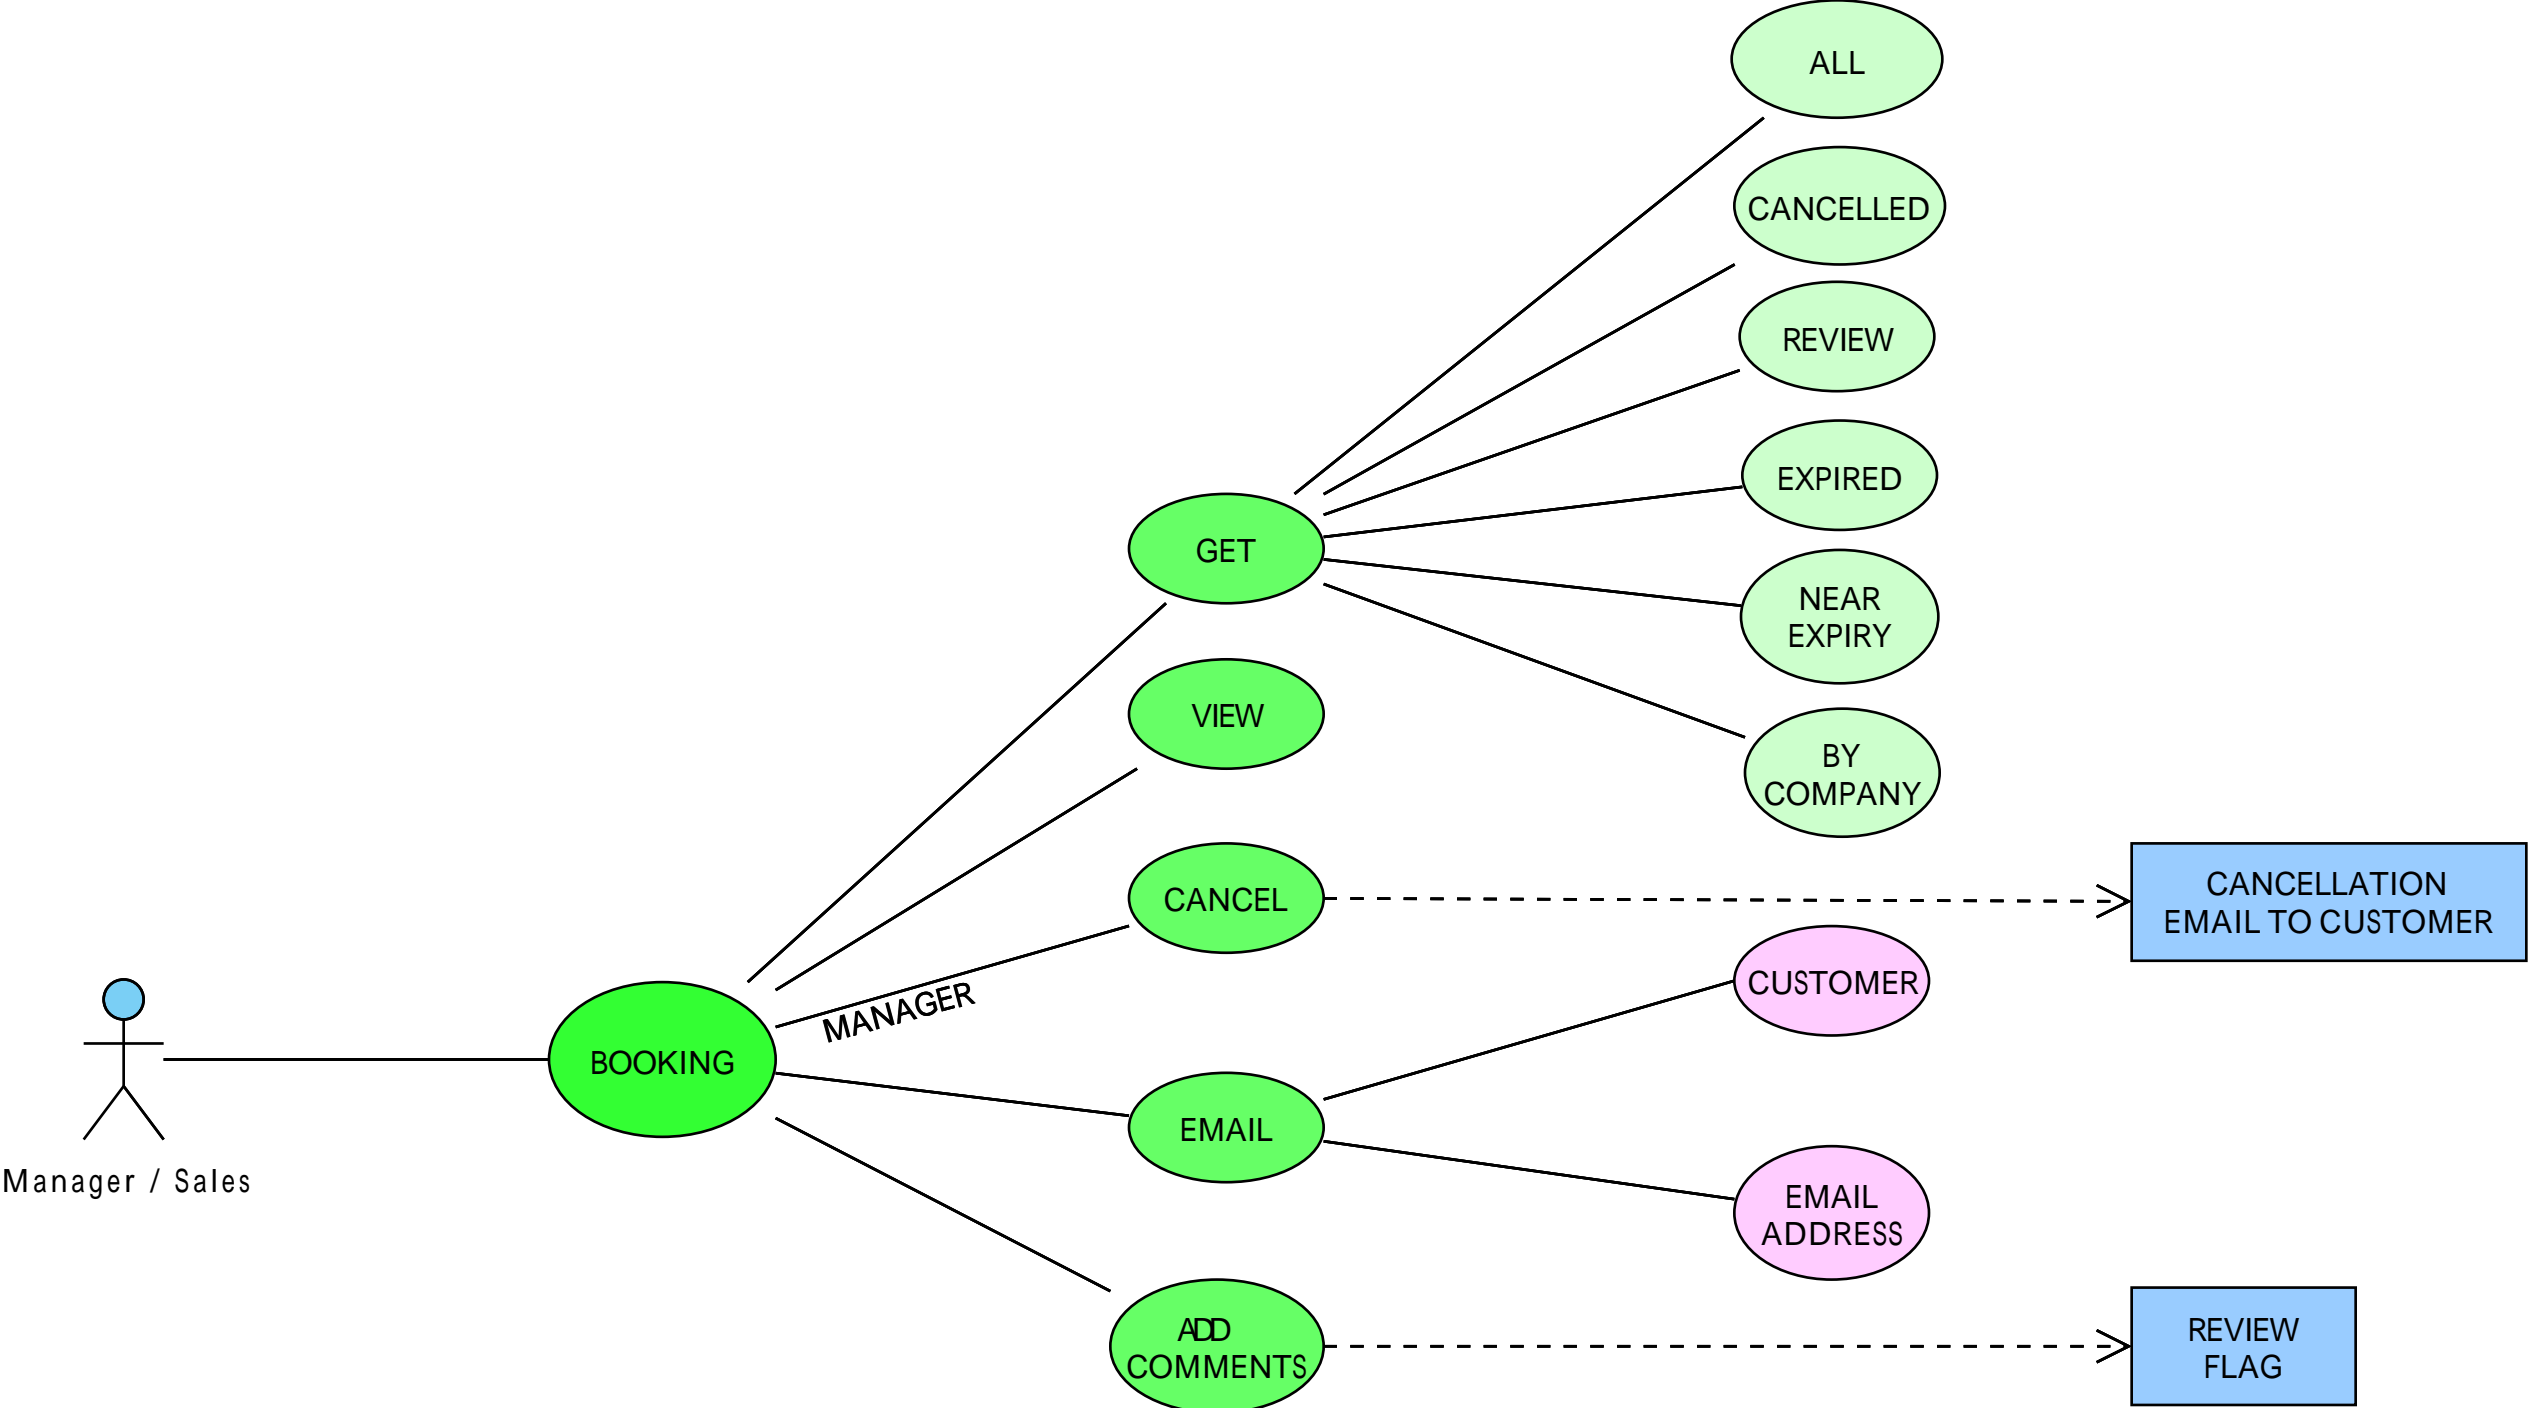 ALL
CANCELLED
REVIEW
EXPIRED
GET
NEAR
EXPIRY
VIEW
BY
COMPANY
CANCEL
CANCELLATION
EMAIL TO CUSTOMER
CUSTOMER
MANAGER
BOOKING
EMAIL
Manager / Sales
EMAIL
ADDRESS
ADD
COMMENTS
REVIEW
FLAG